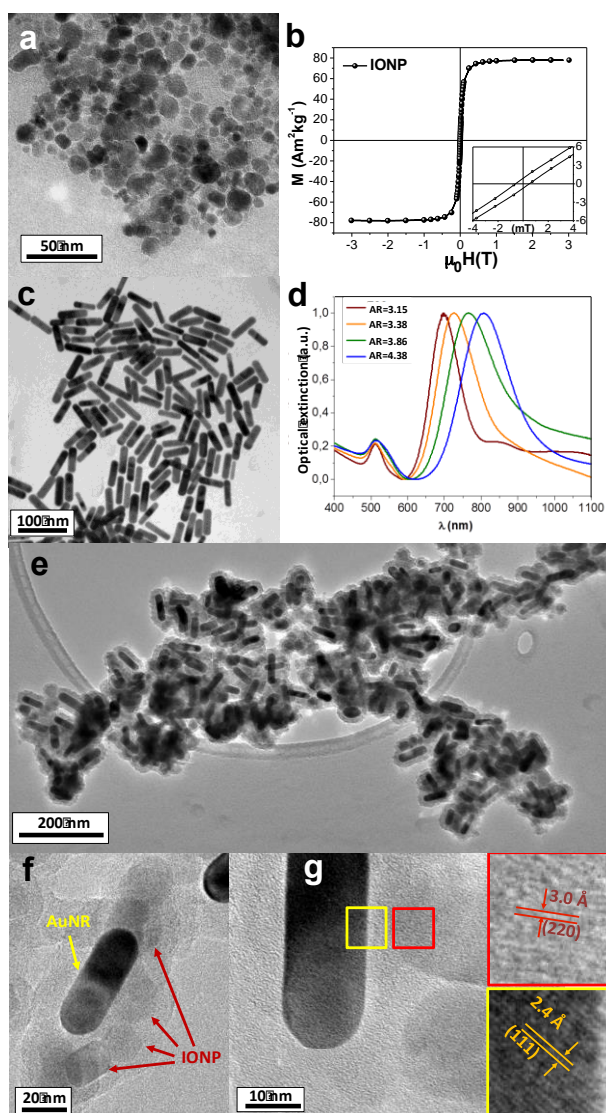 a
50 nm
b
IONP
M (Am²kg⁻¹)
80
60
40
20
0
-20
-40
-60
-80
-3 -2 -1 0 1 2 3
μ₀H(T)
6
3
0
-3
-6
-4 -2 0 2 4
(mT)
c
100 nm
d
AR=3.15
AR=3.38
AR=3.86
AR=4.38
Optical extinction (a.u.)
1,0
0,8
0,6
0,4
0,2
0,0
400 500 600 700 800 900 1000 1100
λ (nm)
e
200 nm
f
AuNR
IONP
20 nm
g
10 nm
3.0 Å
(220)
2.4 Å
(111)